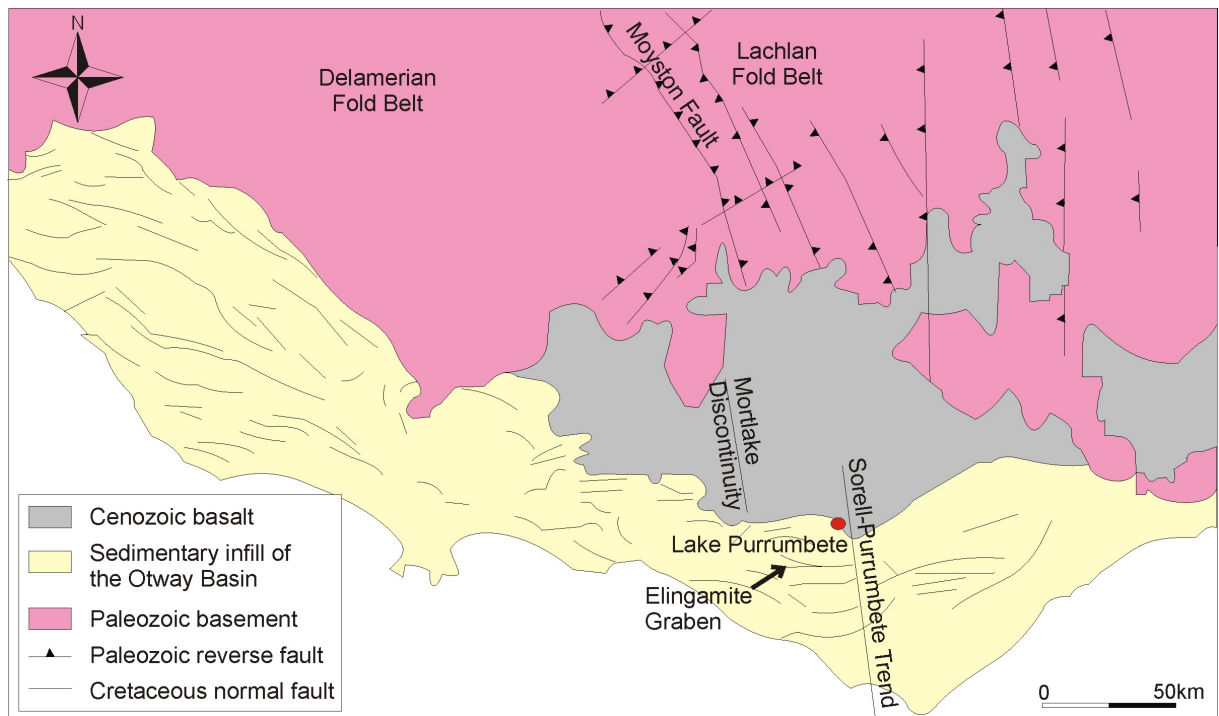 N
Delamerian
Fold Belt
Moyston Fault
Lachlan
Fold Belt
Mortlake
Discontinuity
Sorell-Purrumbete Trend
Lake Purrumbete
Elingamite
Graben
Cenozoic basalt
Sedimentary infill of
the Otway Basin
Paleozoic basement
Paleozoic reverse fault
Cretaceous normal fault
0 50km